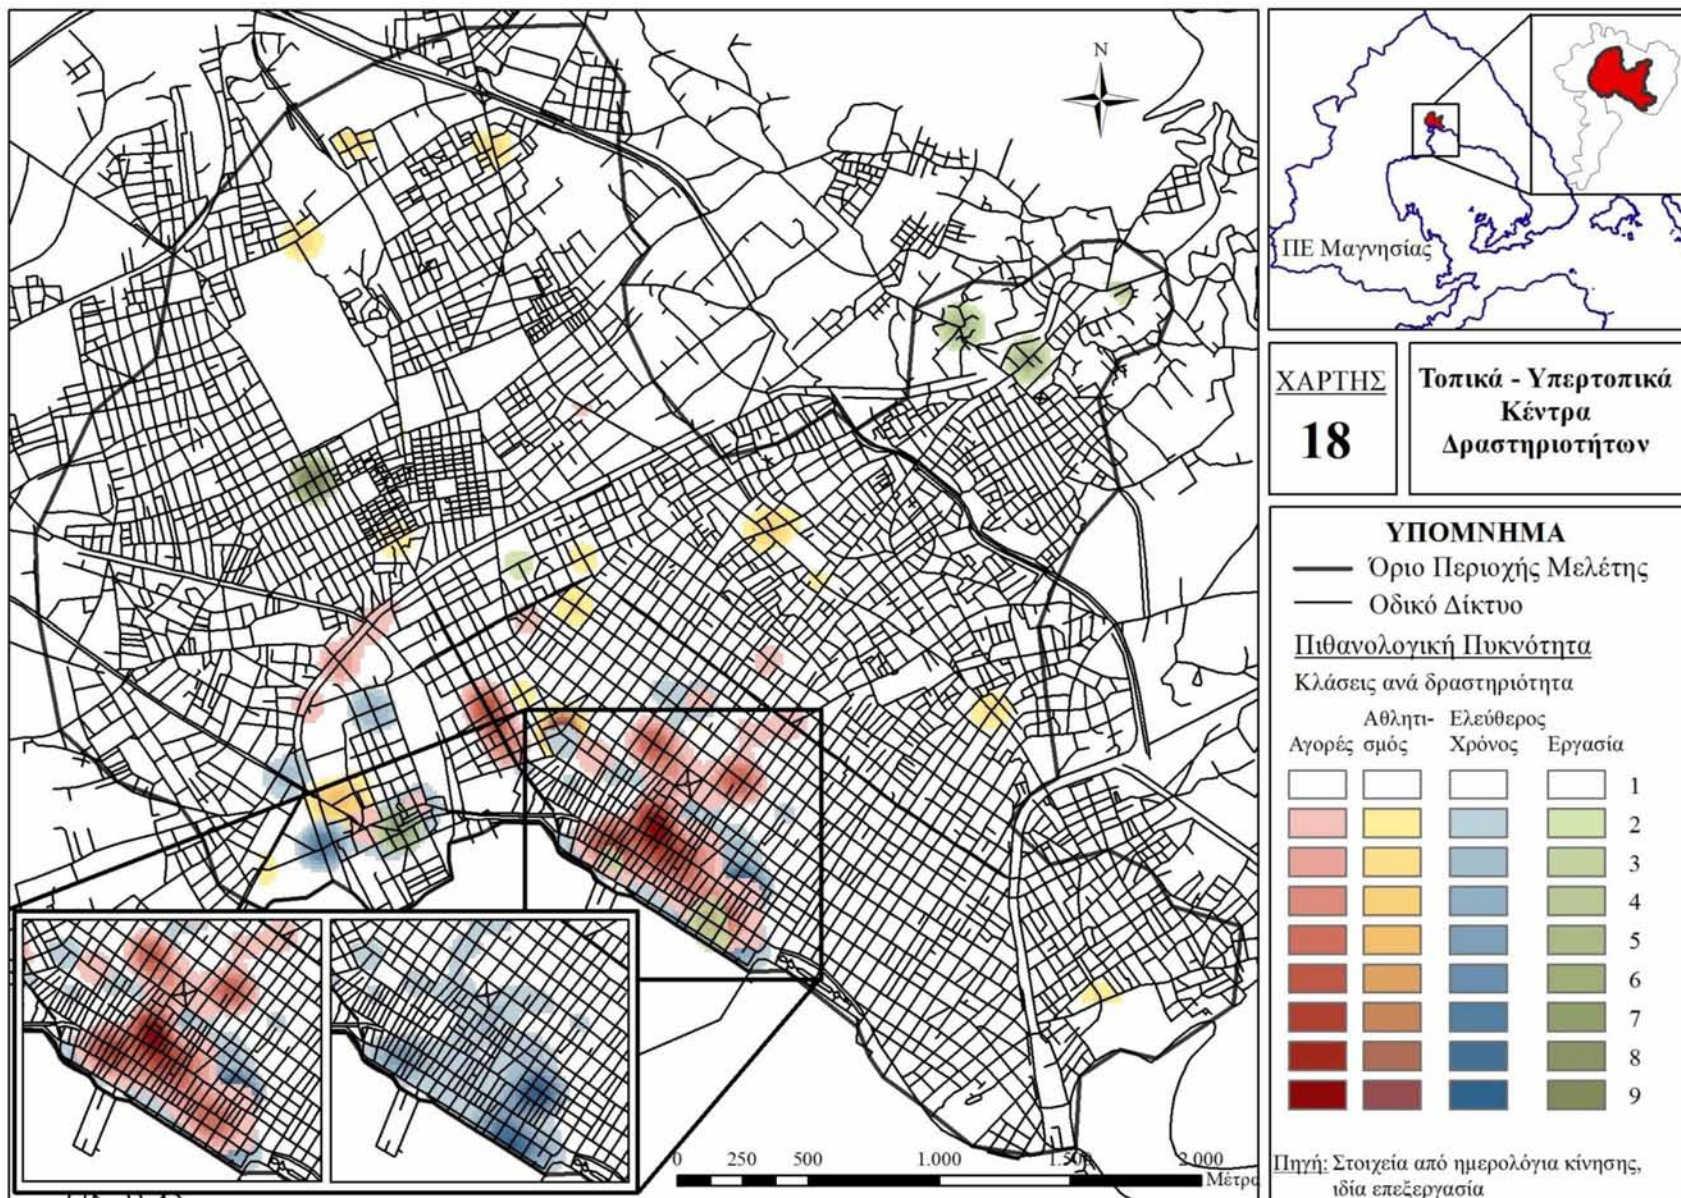 N
ΠΕ Μαγνησίας
ΧΑΡΤΗΣ
18
Τοπικά - Υπερτοπικά
Κέντρα
Δραστηριοτήτων
ΥΠΟΜΝΗΜΑ
Όριο Περιοχής Μελέτης
Οδικό Δίκτυο
Πιθανολογική Πυκνότητα
Κλάσεις ανά δραστηριότητα
Αθλητι- Ελεύθερος
Αγορές σμός Χρόνος Εργασία
1
2
3
4
5
6
7
8
9
0 250 500 1.000 1.500 2.000
Μέτρα
Πηγή: Στοιχεία από ημερολόγια κίνησης,
ιδία επεξεργασία